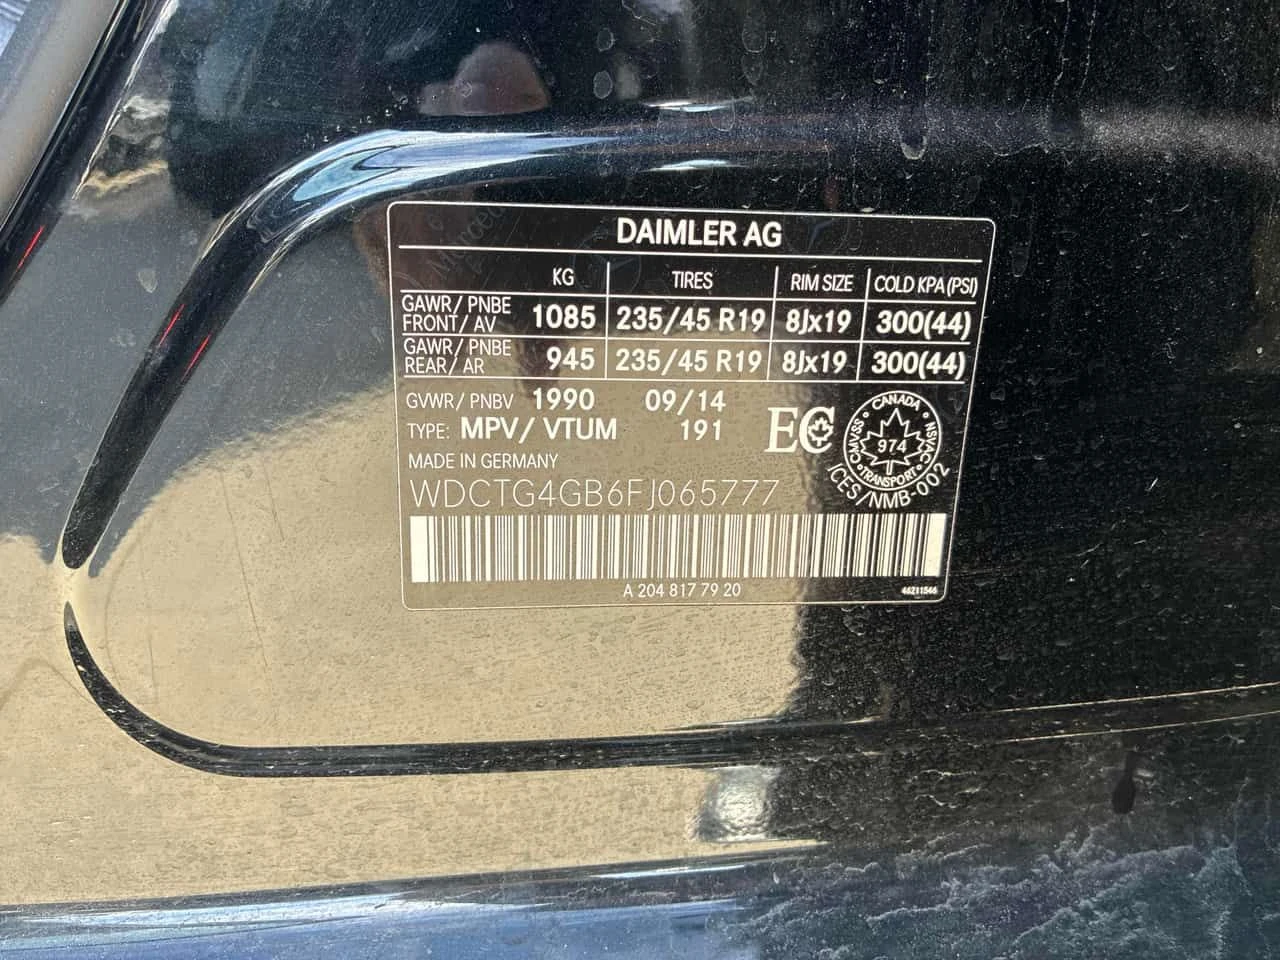 DAIMLER AG
KG TIRES RIM SIZE COLD KPA (PSI)
GAWR / PNBE FRONT / AV 1085 235/45 R19 8Jx19 300(44)
GAWR / PNBE REAR / AR 945 235/45 R19 8Jx19 300(44)
GVWR / PNBV 1990 09/14
TYPE: MPV/ VTUM 191
EC
CANADA
CMVSS NSVAC
974
TRANSPORT
ICES/NMB-002
MADE IN GERMANY
WDCTG4GB6FJ065777
A 204 817 79 20
46211546